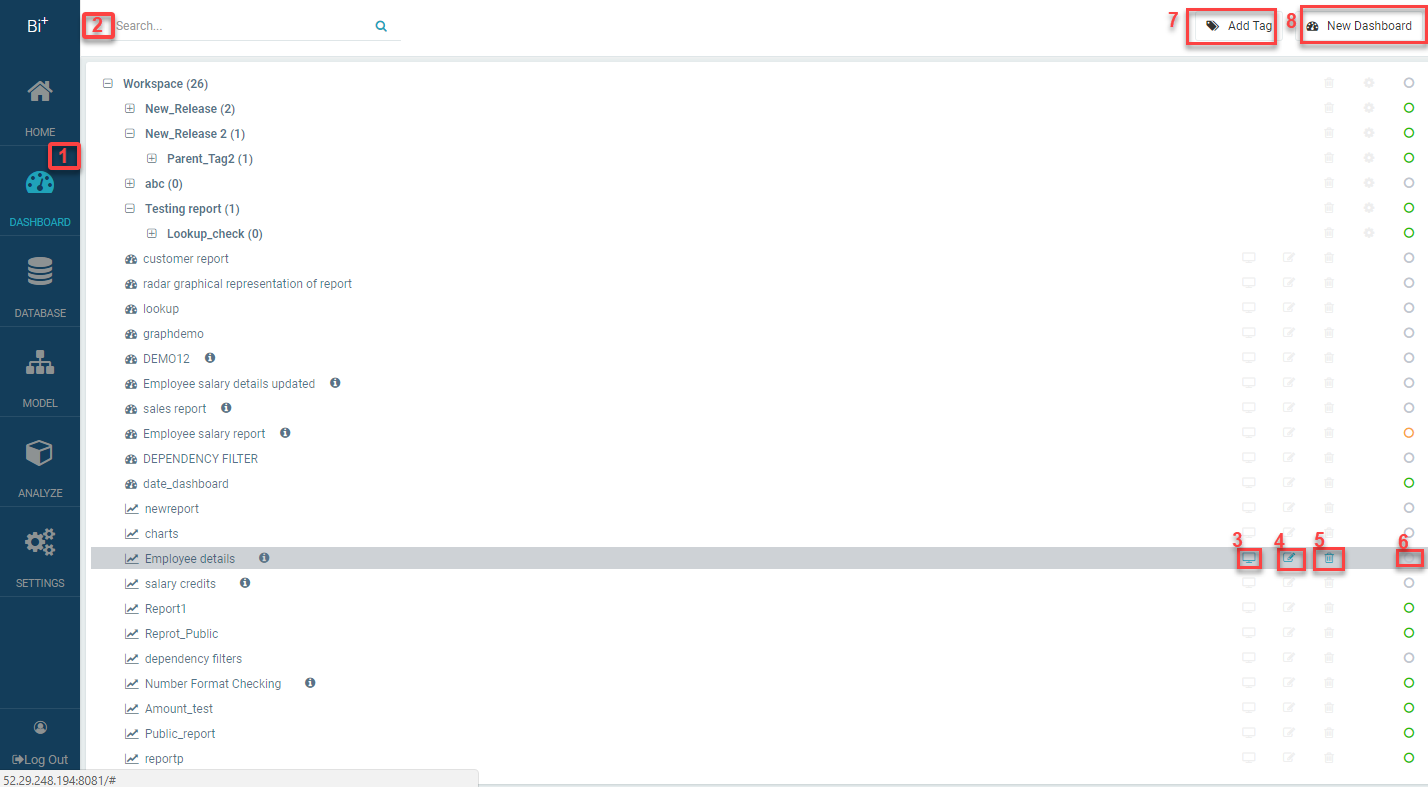 Bi+
2 Search...
7 Add Tag
8 New Dashboard
HOME
1
DASHBOARD
DATABASE
MODEL
ANALYZE
SETTINGS
Log Out
Workspace (26)
New_Release (2)
New_Release 2 (1)
Parent_Tag2 (1)
abc (0)
Testing report (1)
Lookup_check (0)
customer report
radar graphical representation of report
lookup
graphdemo
DEMO12
Employee salary details updated
sales report
Employee salary report
DEPENDENCY FILTER
date_dashboard
newreport
charts
3 4 5 6
Employee details
salary credits
Report1
Reprot_Public
dependency filters
Number Format Checking
Amount_test
Public_report
reportp
52.29.248.194:8081/#